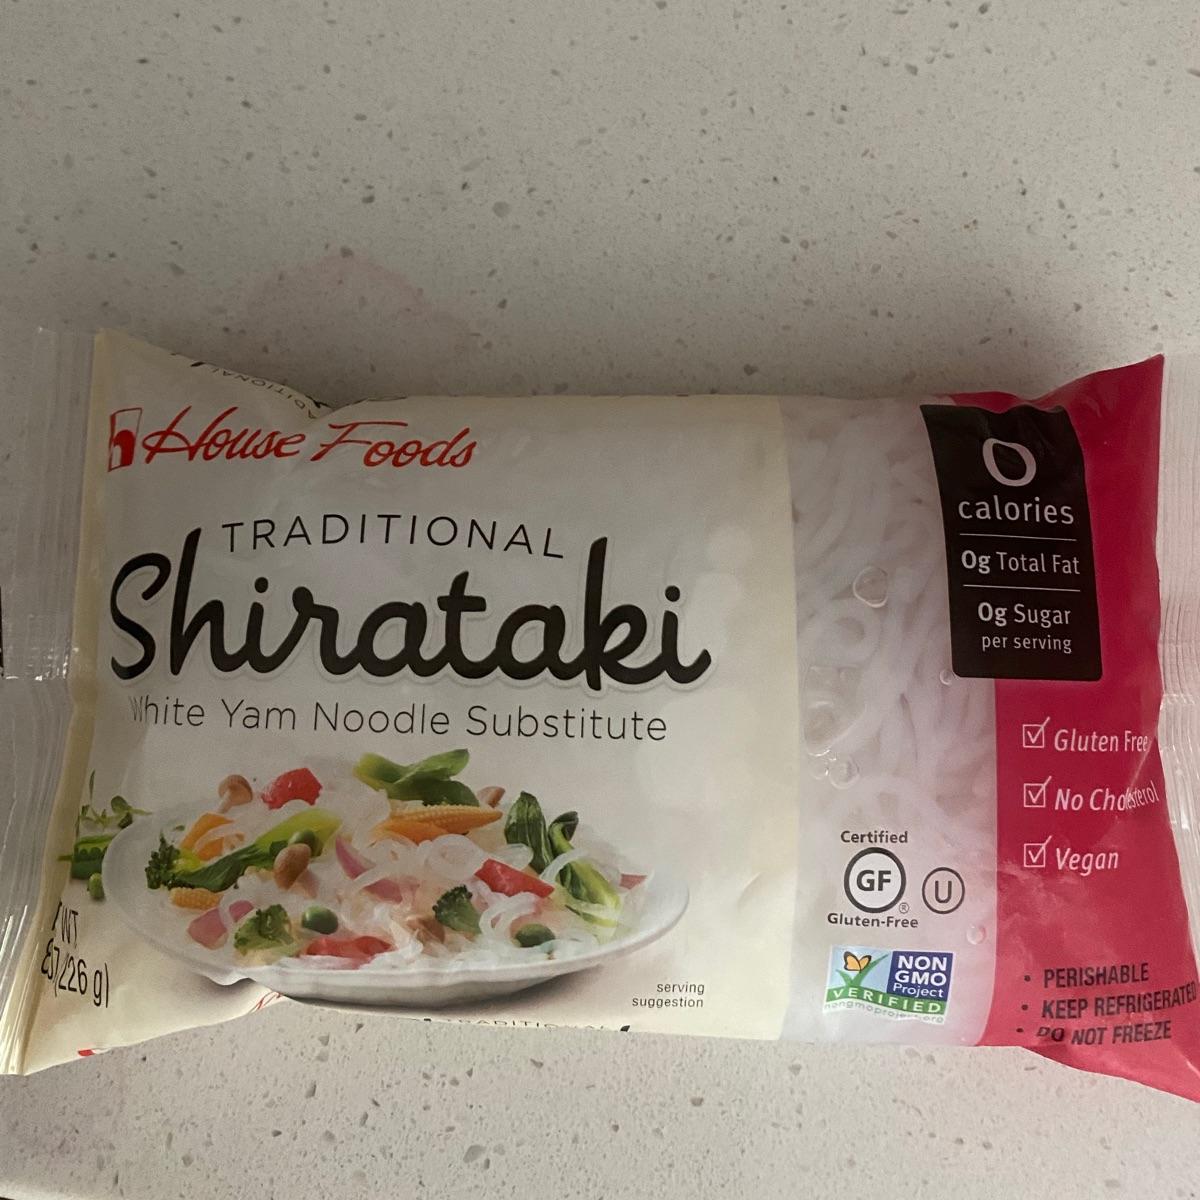 House Foods
TRADITIONAL
Shirataki
White Yam Noodle Substitute
0
calories
0g Total Fat
0g Sugar
per serving
Gluten Free
No Cholesterol
Vegan
Certified
GF
®
Gluten-Free
U
NON
GMO
Project
VERIFIED
nongmoproject.org
WT
(226 g)
serving
suggestion
• PERISHABLE
• KEEP REFRIGERATED
• DO NOT FREEZE
TRADITIONAL